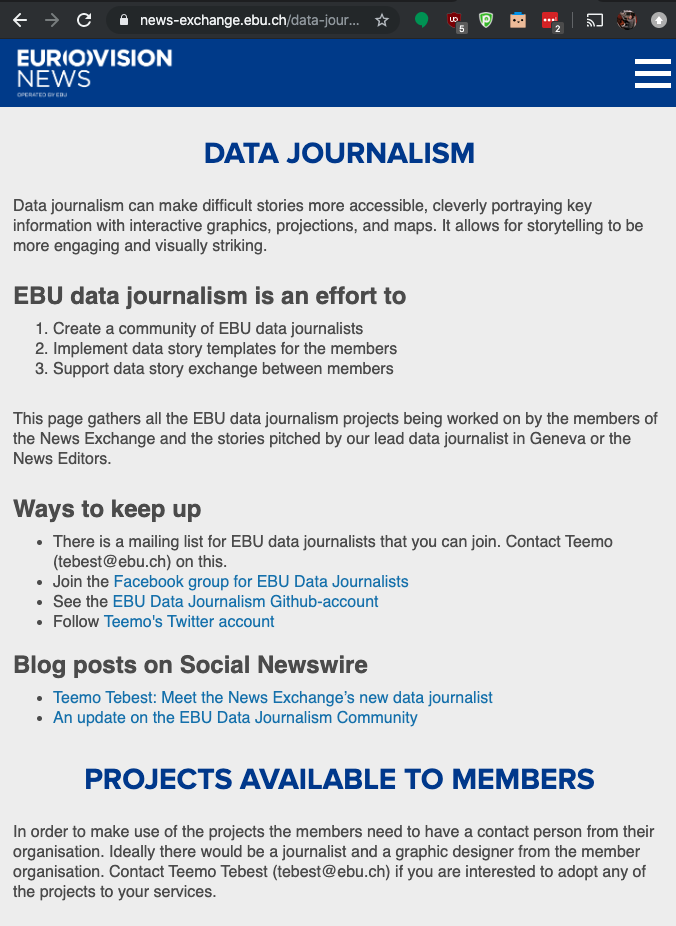 news-exchange.ebu.ch/data-jour...
UD
5
2
EUROVISION
NEWS
OPERATED BY EBU
DATA JOURNALISM
Data journalism can make difficult stories more accessible, cleverly portraying key
information with interactive graphics, projections, and maps. It allows for storytelling to be
more engaging and visually striking.
EBU data journalism is an effort to
1. Create a community of EBU data journalists
2. Implement data story templates for the members
3. Support data story exchange between members
This page gathers all the EBU data journalism projects being worked on by the members of
the News Exchange and the stories pitched by our lead data journalist in Geneva or the
News Editors.
Ways to keep up
• There is a mailing list for EBU data journalists that you can join. Contact Teemo
(tebest@ebu.ch) on this.
• Join the Facebook group for EBU Data Journalists
• See the EBU Data Journalism Github-account
• Follow Teemo's Twitter account
Blog posts on Social Newswire
• Teemo Tebest: Meet the News Exchange’s new data journalist
• An update on the EBU Data Journalism Community
PROJECTS AVAILABLE TO MEMBERS
In order to make use of the projects the members need to have a contact person from their
organisation. Ideally there would be a journalist and a graphic designer from the member
organisation. Contact Teemo Tebest (tebest@ebu.ch) if you are interested to adopt any of
the projects to your services.